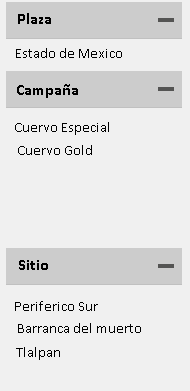 Plaza
Estado de Mexico
Campaña
Cuervo Especial
Cuervo Gold
Sitio
Periferico Sur
Barranca del muerto
Tlalpan